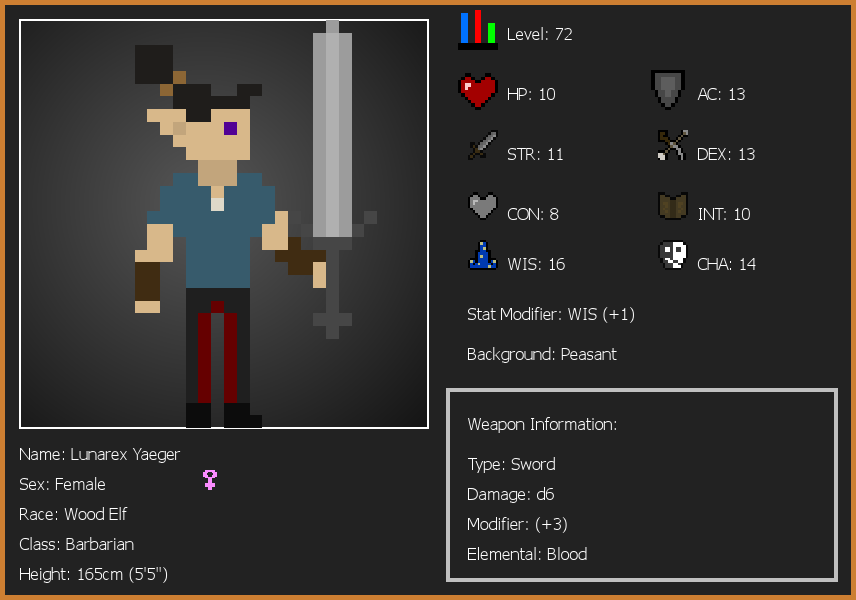 Level: 72
HP: 10
AC: 13
STR: 11
DEX: 13
CON: 8
INT: 10
WIS: 16
CHA: 14
Stat Modifier: WIS (+1)
Background: Peasant
Weapon Information:
Type: Sword
Damage: d6
Modifier: (+3)
Elemental: Blood
Name: Lunarex Yaeger
Sex: Female
Race: Wood Elf
Class: Barbarian
Height: 165cm (5'5")